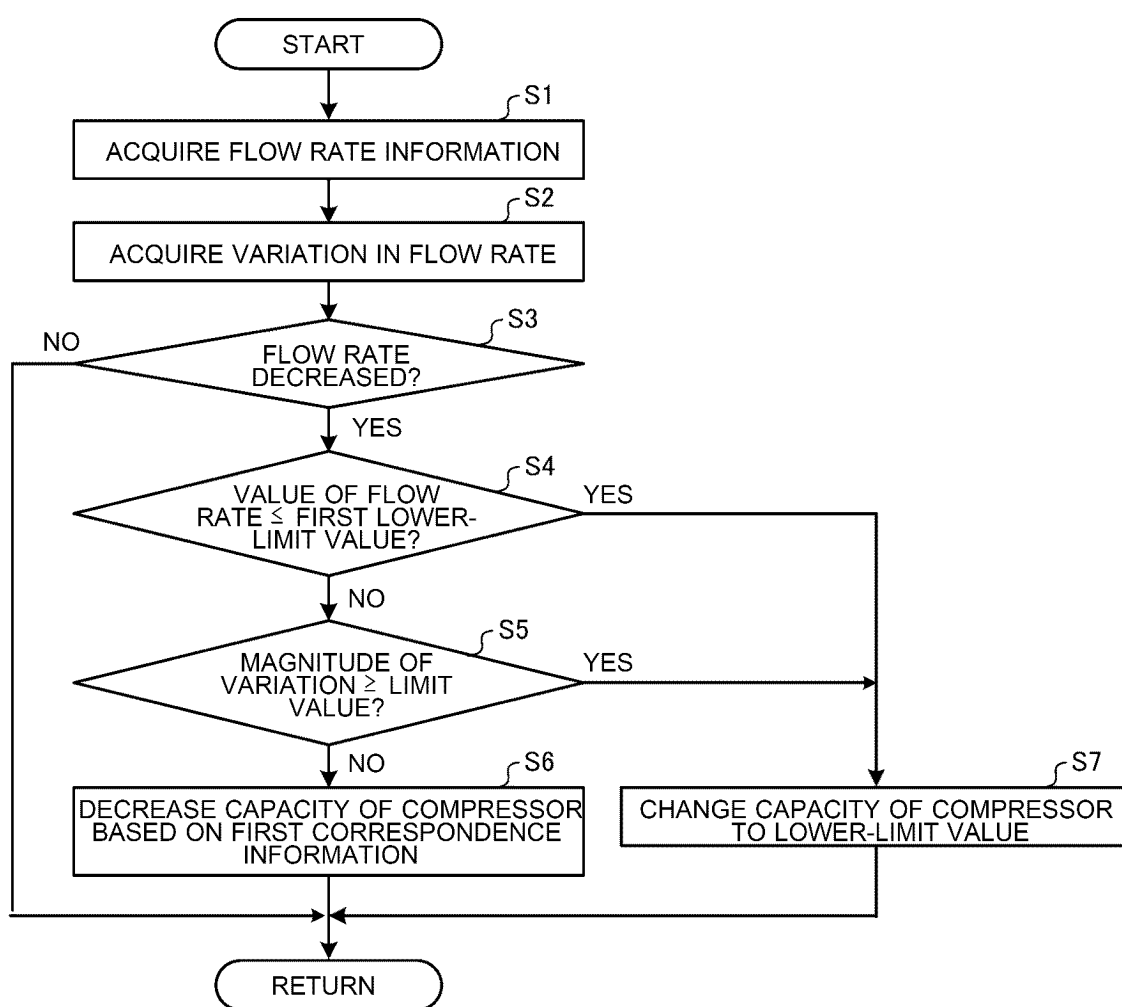 START
S1
ACQUIRE FLOW RATE INFORMATION
S2
ACQUIRE VARIATION IN FLOW RATE
S3
NO
FLOW RATE
DECREASED?
YES
S4
VALUE OF FLOW
RATE ≦ FIRST LOWER-
LIMIT VALUE?
YES
NO
S5
MAGNITUDE OF
VARIATION ≧ LIMIT
VALUE?
YES
NO
S6
DECREASE CAPACITY OF COMPRESSOR
BASED ON FIRST CORRESPONDENCE
INFORMATION
S7
CHANGE CAPACITY OF COMPRESSOR
TO LOWER-LIMIT VALUE
RETURN